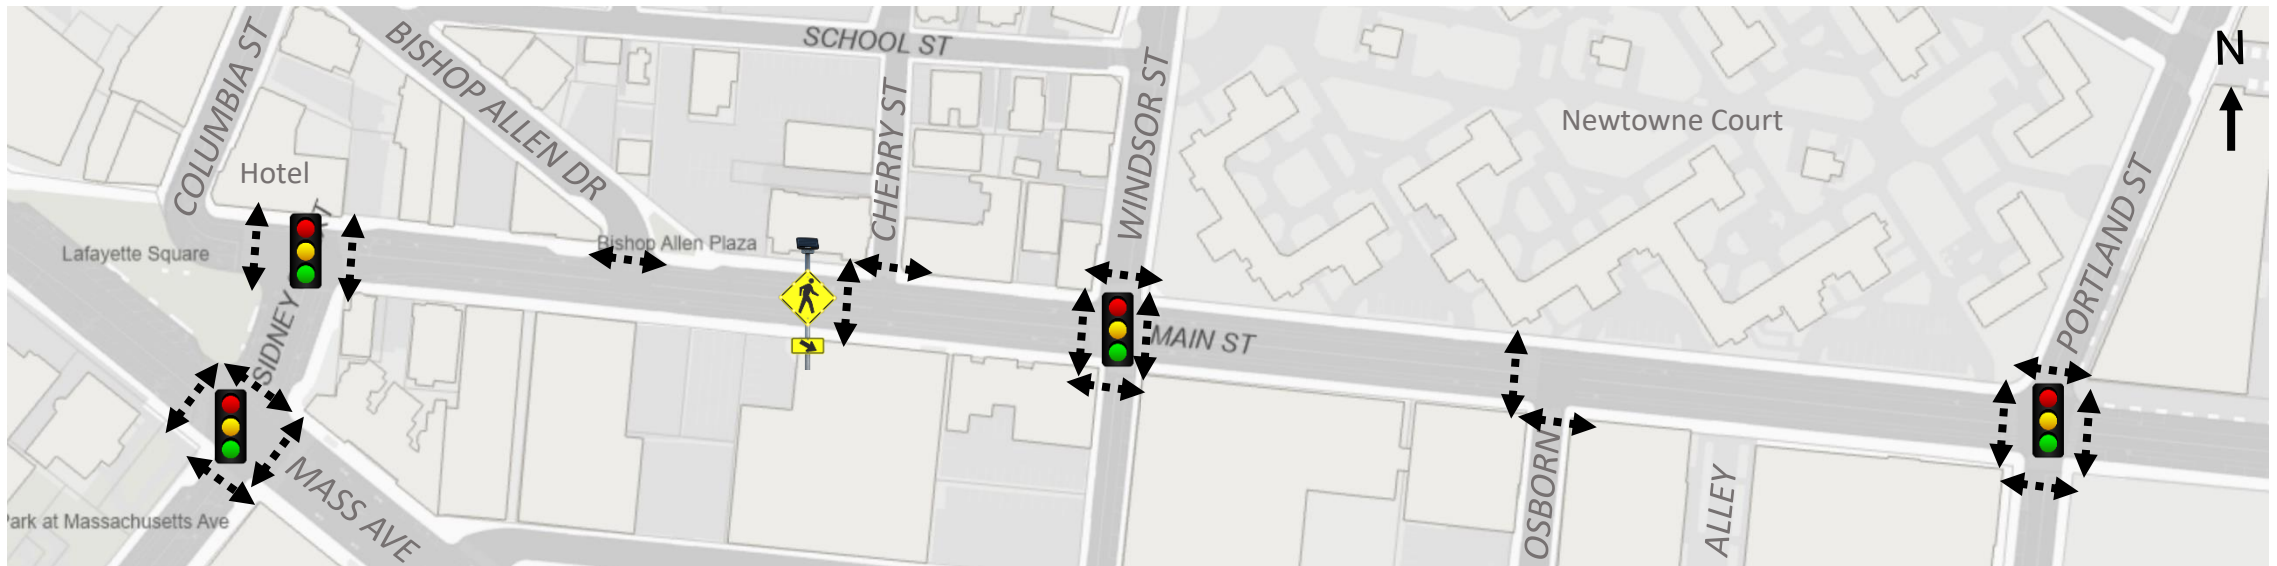 COLUMBIA ST
BISHOP ALLEN DR
SCHOOL ST
CHERRY ST
WINDSOR ST
Newtowne Court
N
PORTLAND ST
Hotel
Lafayette Square
Bishop Allen Plaza
SIDNEY
MAIN ST
MASS AVE
Park at Massachusetts Ave
OSBORN
ALLEY